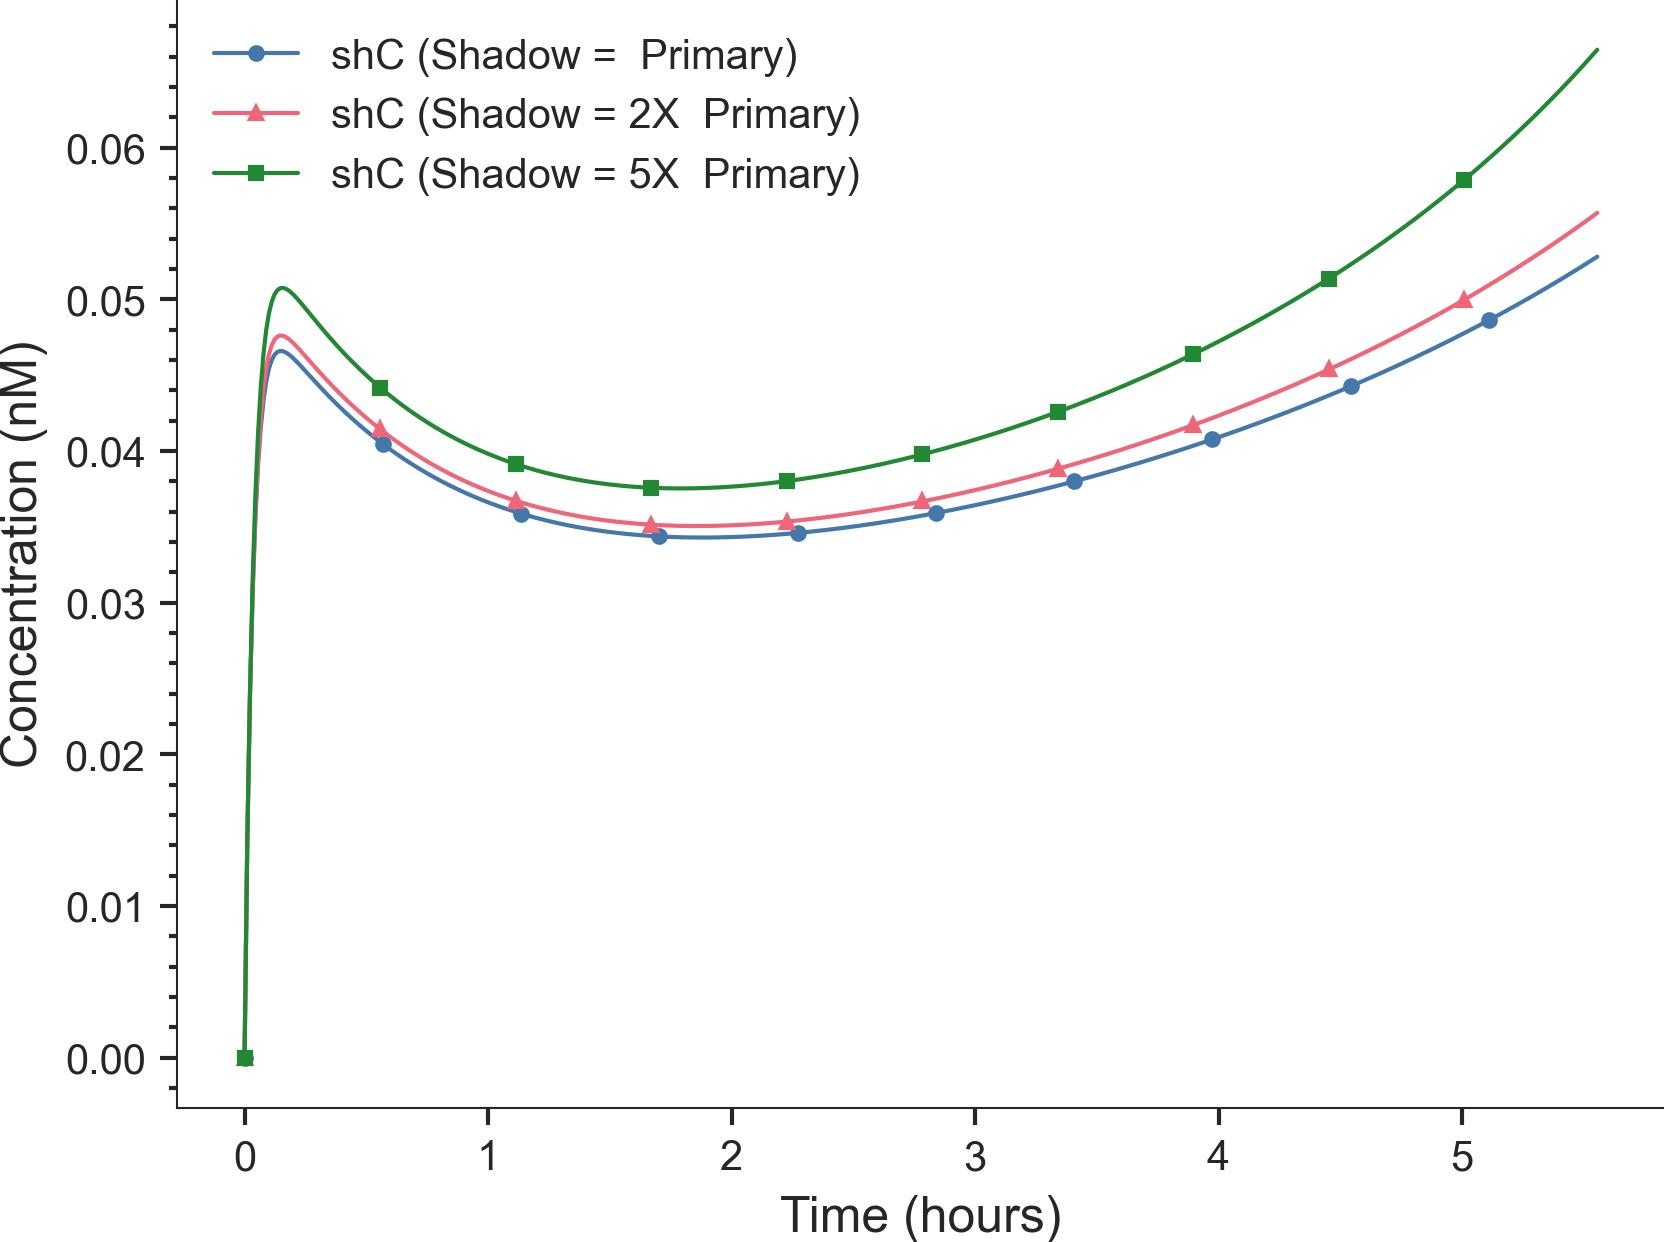 shC (Shadow =  Primary)
shC (Shadow = 2X  Primary)
shC (Shadow = 5X  Primary)
Concentration (nM)
0.06
0.05
0.04
0.03
0.02
0.01
0.00
0 1 2 3 4 5
Time (hours)